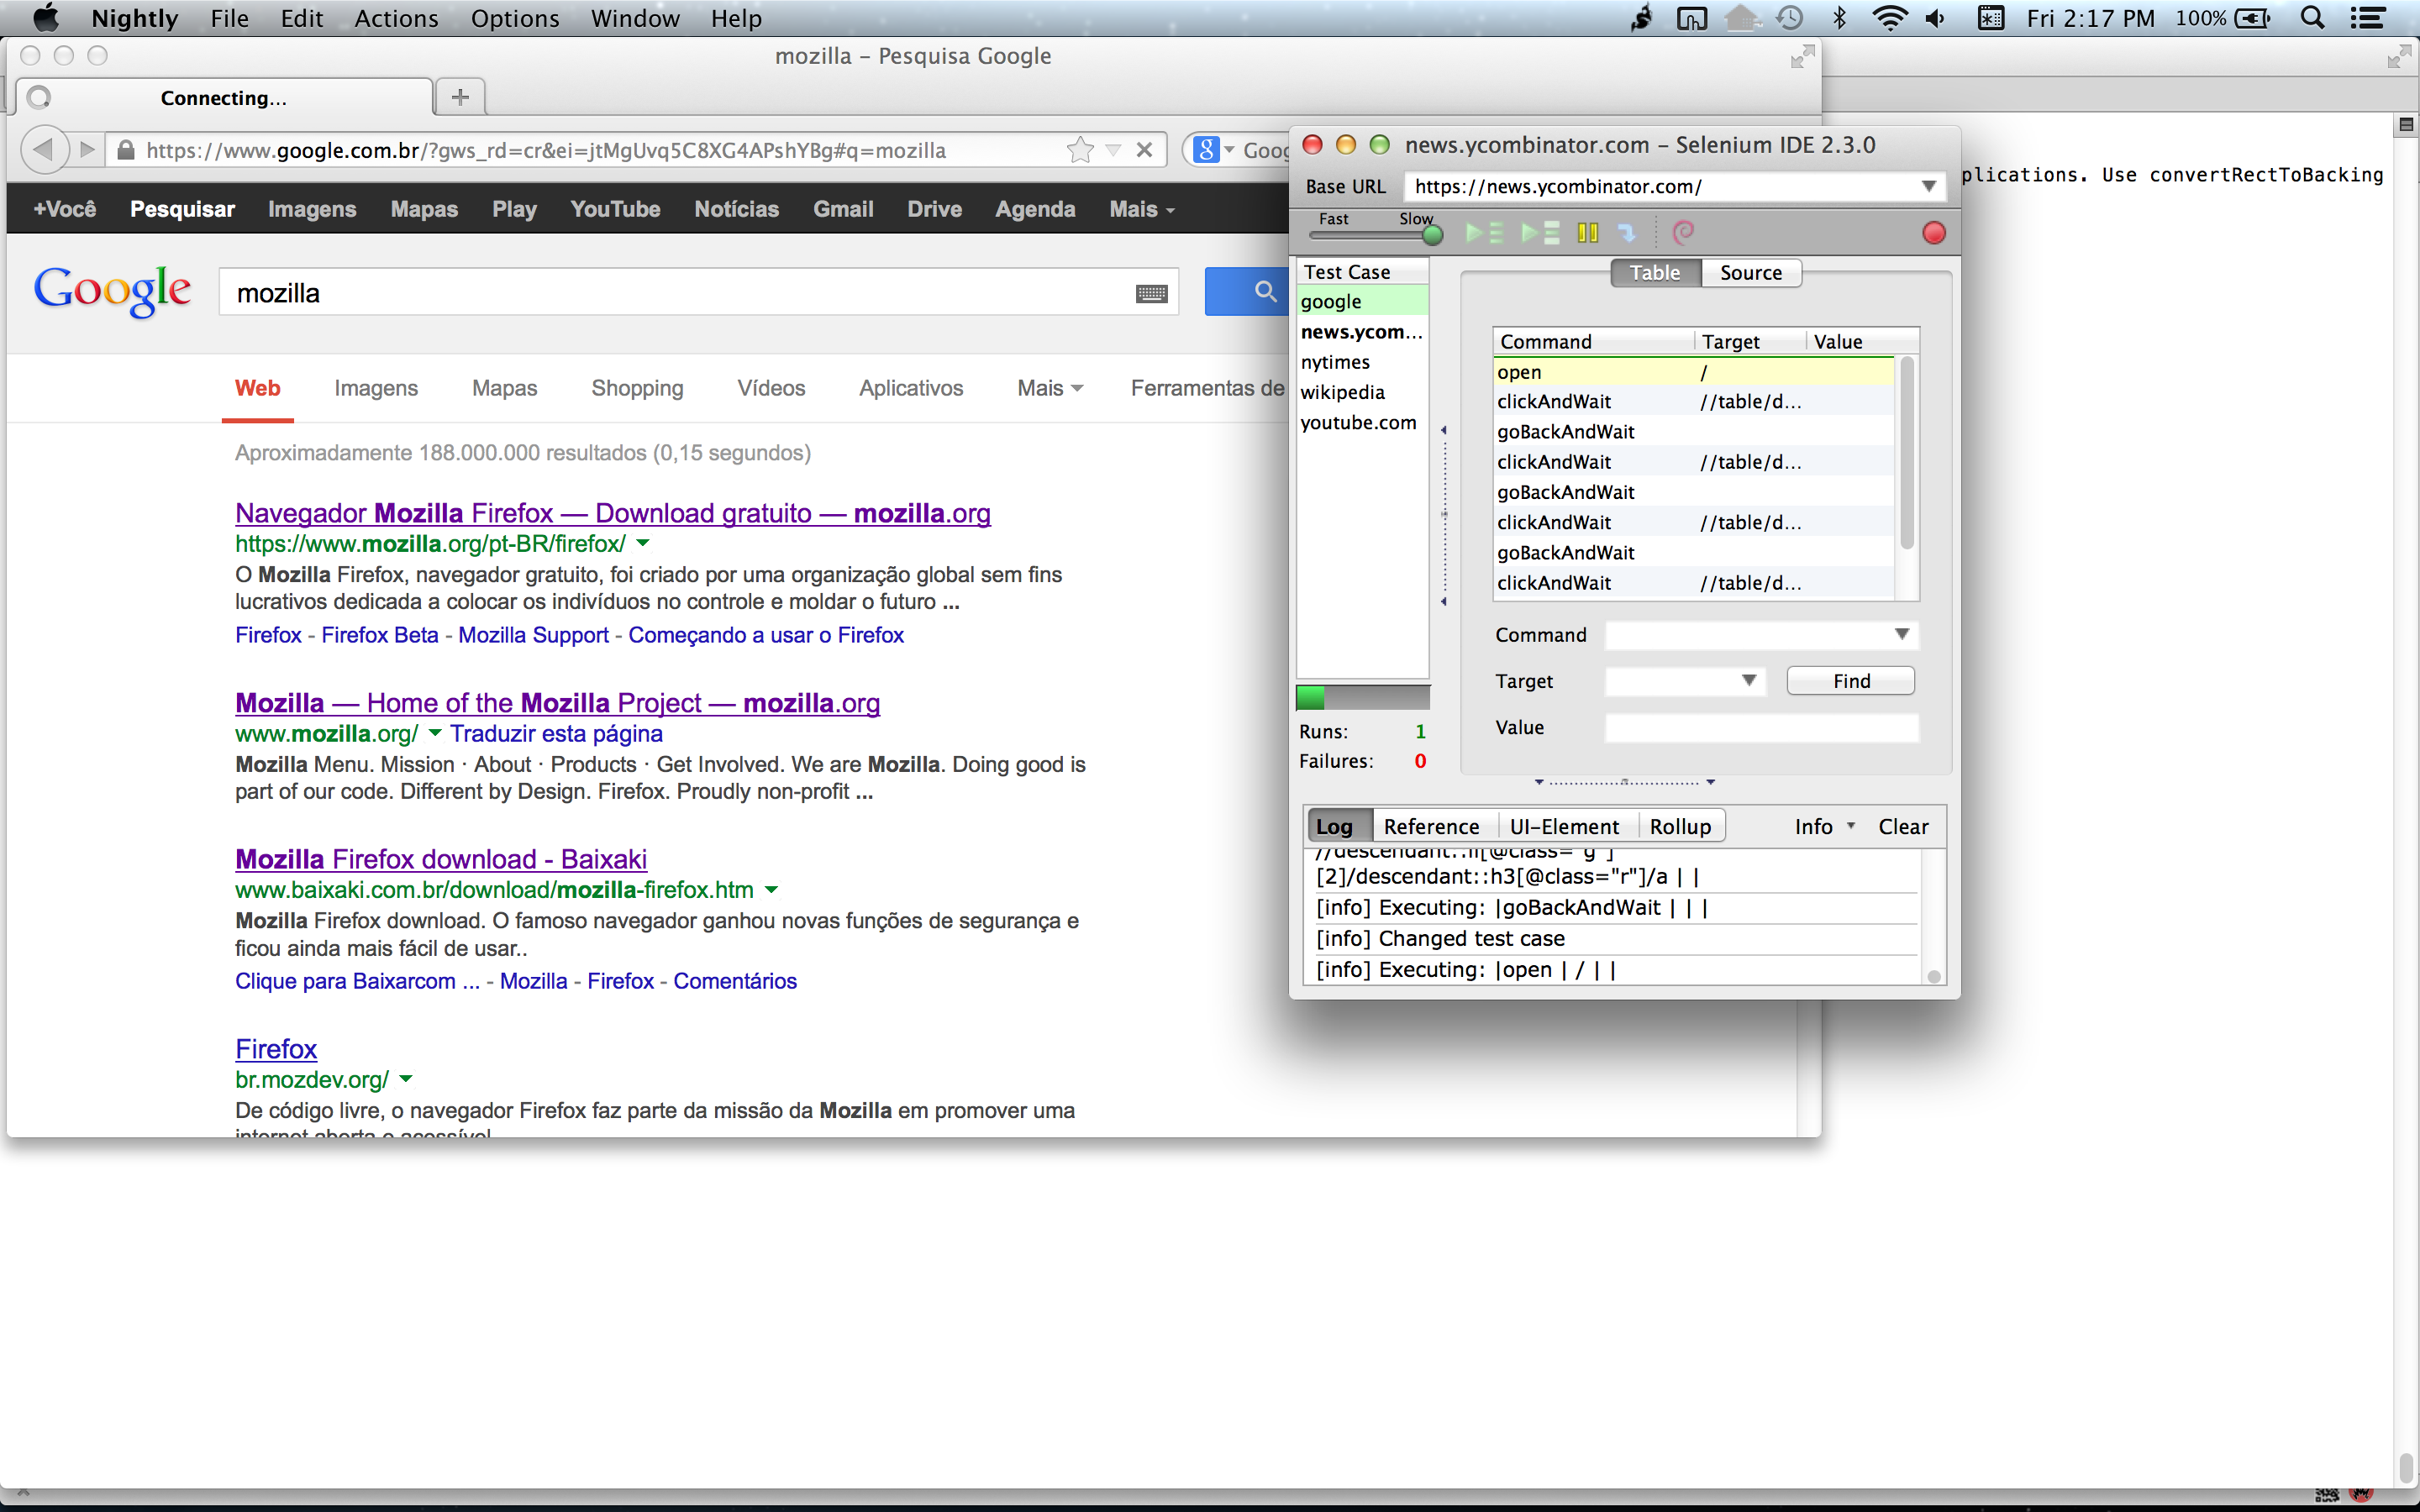 Nightly File Edit Actions Options Window Help Fri 2:17 PM 100%
mozilla – Pesquisa Google
Connecting...
https://www.google.com.br/?gws_rd=cr&ei=jtMgUvq5C8XG4APshYBg#q=mozilla
+Você Pesquisar Imagens Mapas Play YouTube Notícias Gmail Drive Agenda Mais
Google mozilla
Web Imagens Mapas Shopping Vídeos Aplicativos Mais Ferramentas de
Aproximadamente 188.000.000 resultados (0,15 segundos)
Navegador Mozilla Firefox — Download gratuito — mozilla.org
https://www.mozilla.org/pt-BR/firefox/
O Mozilla Firefox, navegador gratuito, foi criado por uma organização global sem fins
lucrativos dedicada a colocar os indivíduos no controle e moldar o futuro ...
Firefox - Firefox Beta - Mozilla Support - Começando a usar o Firefox
Mozilla — Home of the Mozilla Project — mozilla.org
www.mozilla.org/ Traduzir esta página
Mozilla Menu. Mission · About · Products · Get Involved. We are Mozilla. Doing good is
part of our code. Different by Design. Firefox. Proudly non-profit ...
Mozilla Firefox download - Baixaki
www.baixaki.com.br/download/mozilla-firefox.htm
Mozilla Firefox download. O famoso navegador ganhou novas funções de segurança e
ficou ainda mais fácil de usar..
Clique para Baixarcom ... - Mozilla - Firefox - Comentários
Firefox
br.mozdev.org/
De código livre, o navegador Firefox faz parte da missão da Mozilla em promover uma
internet aberta e acessível
news.ycombinator.com – Selenium IDE 2.3.0
Base URL https://news.ycombinator.com/
Fast Slow
Test Case
google
news.ycom...
nytimes
wikipedia
youtube.com
Runs: 1
Failures: 0
Table Source
Command Target Value
open /
clickAndWait //table/d...
goBackAndWait
clickAndWait //table/d...
goBackAndWait
clickAndWait //table/d...
goBackAndWait
clickAndWait //table/d...
Command
Target Find
Value
Log Reference UI-Element Rollup Info Clear
//descendant::li[@class="g"]
[2]/descendant::h3[@class="r"]/a | |
[info] Executing: |goBackAndWait | | |
[info] Changed test case
[info] Executing: |open | / | |
plications. Use convertRectToBacking